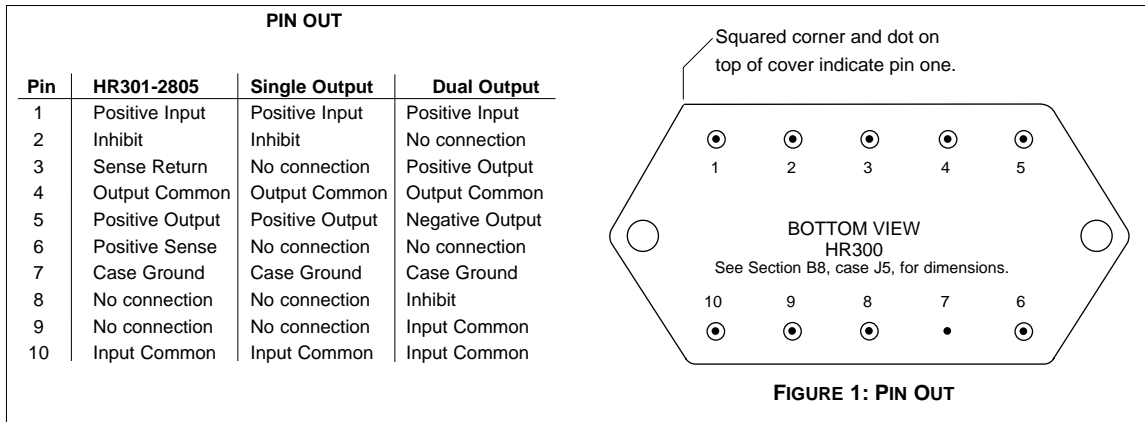 PIN OUT
Pin HR301-2805 Single Output Dual Output
1 Positive Input Positive Input Positive Input
2 Inhibit Inhibit No connection
3 Sense Return No connection Positive Output
4 Output Common Output Common Output Common
5 Positive Output Positive Output Negative Output
6 Positive Sense No connection No connection
7 Case Ground Case Ground Case Ground
8 No connection No connection Inhibit
9 No connection No connection Input Common
10 Input Common Input Common Input Common
Squared corner and dot on
top of cover indicate pin one.
1 2 3 4 5
BOTTOM VIEW
HR300
See Section B8, case J5, for dimensions.
10 9 8 7 6
FIGURE 1: PIN OUT